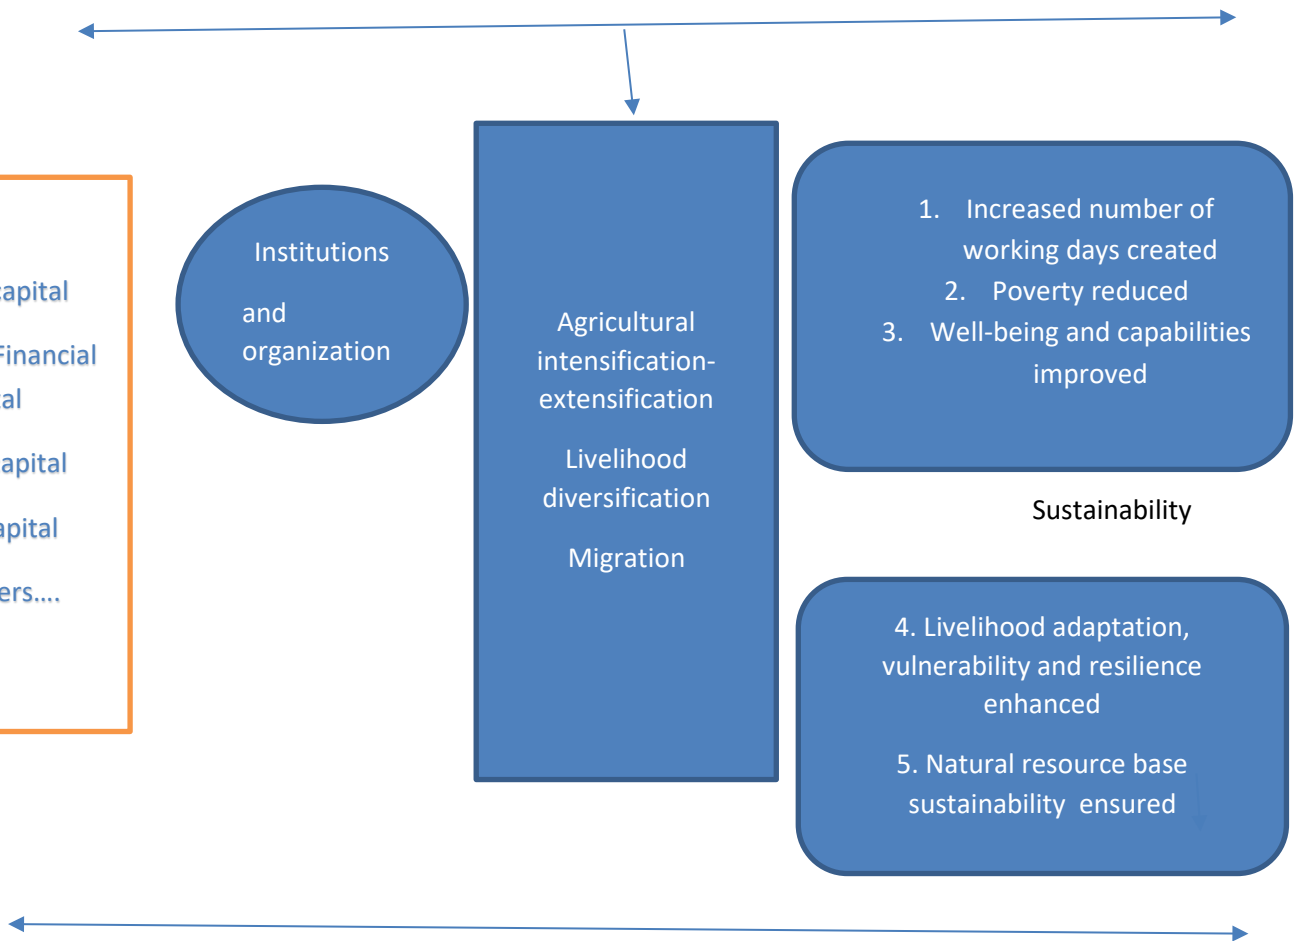 capital
Financial
tal
apital
apital
ers....
Institutions
and
organization
Agricultural
intensification-
extensification
Livelihood
diversification
Migration
1. Increased number of
working days created
2. Poverty reduced
3. Well-being and capabilities
improved
Sustainability
4. Livelihood adaptation,
vulnerability and resilience
enhanced
5. Natural resource base
sustainability ensured